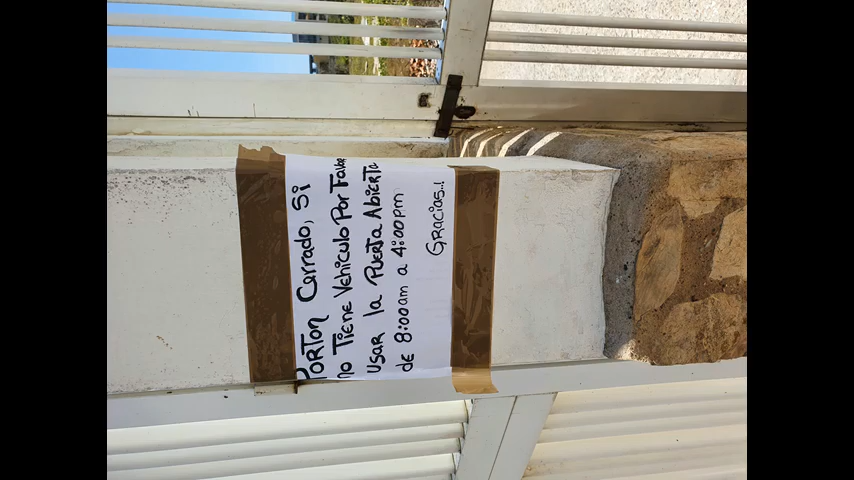 PORTON Cerrado, Si
no Tiene Vehiculo Por Favor
usar la Puerta Abierta
de 8:00am a 4:00pm
Gracias..!